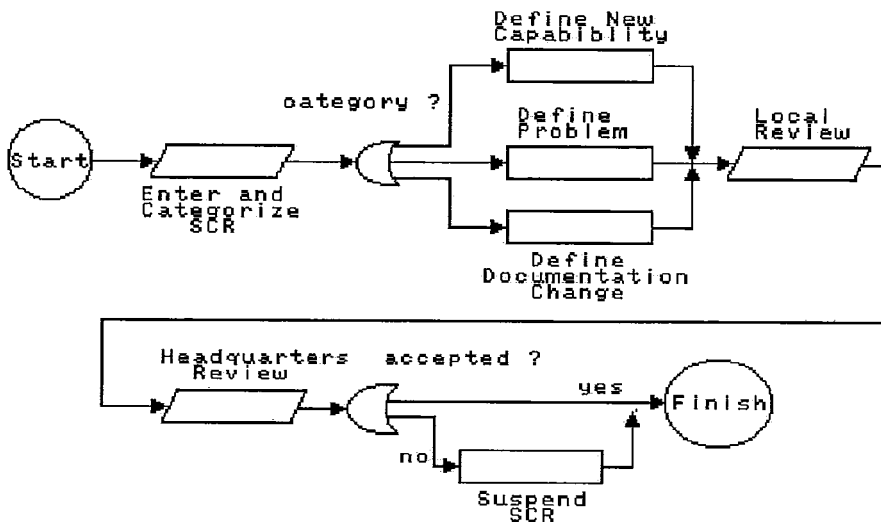 Define New
Capabiblity
category ?
Define
Problem
Local
Review
Start
Enter and
Categorize
SCR
Define
Documentation
Change
Headquarters
Review
accepted ?
yes
Finish
no
Suspend
SCR